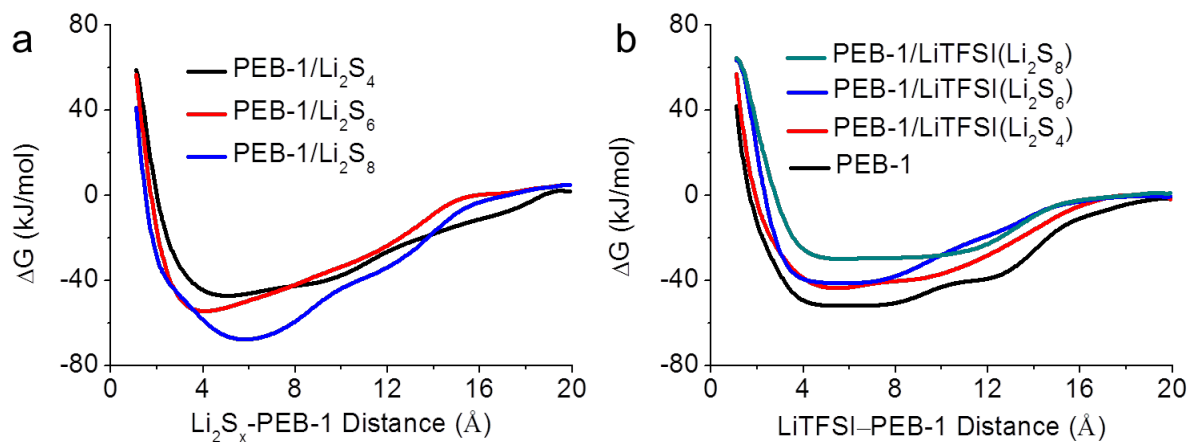 a
80
40
0
-40
-80
ΔG (kJ/mol)
PEB-1/Li₂S₄
PEB-1/Li₂S₆
PEB-1/Li₂S₈
0 4 8 12 16 20
Li₂Sₓ-PEB-1 Distance (Å)
b
80
40
0
-40
-80
ΔG (kJ/mol)
PEB-1/LiTFSI(Li₂S₈)
PEB-1/LiTFSI(Li₂S₆)
PEB-1/LiTFSI(Li₂S₄)
PEB-1
0 4 8 12 16 20
LiTFSI–PEB-1 Distance (Å)